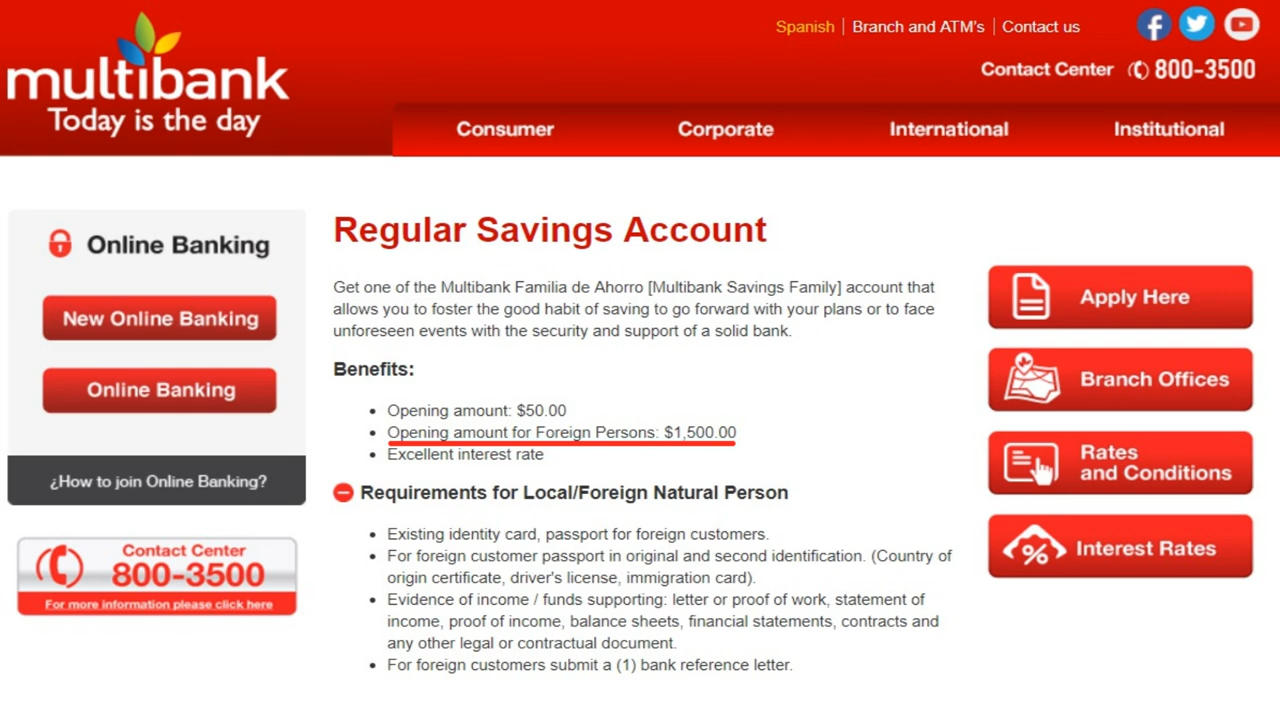 Spanish | Branch and ATM's | Contact us
multibank
Today is the day
Contact Center 800-3500
Consumer Corporate International Institutional
Online Banking
New Online Banking
Online Banking
¿How to join Online Banking?
Contact Center
800-3500
For more information please click here
Regular Savings Account
Get one of the Multibank Familia de Ahorro [Multibank Savings Family] account that
allows you to foster the good habit of saving to go forward with your plans or to face
unforeseen events with the security and support of a solid bank.
Benefits:
• Opening amount: $50.00
• Opening amount for Foreign Persons: $1,500.00
• Excellent interest rate
Requirements for Local/Foreign Natural Person
• Existing identity card, passport for foreign customers.
• For foreign customer passport in original and second identification. (Country of
origin certificate, driver's license, immigration card).
• Evidence of income / funds supporting: letter or proof of work, statement of
income, proof of income, balance sheets, financial statements, contracts and
any other legal or contractual document.
• For foreign customers submit a (1) bank reference letter.
Apply Here
Branch Offices
Rates
and Conditions
Interest Rates